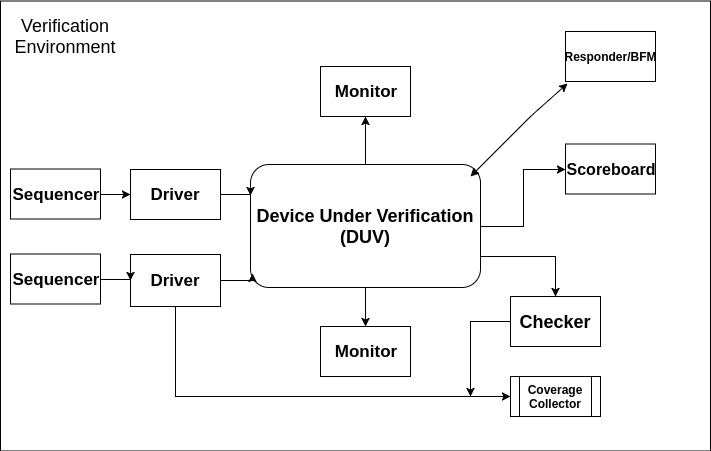 Verification
Environment
Monitor
Responder/BFM
Scoreboard
Sequencer
Driver
Device Under Verification
(DUV)
Sequencer
Driver
Monitor
Checker
Coverage
Collector